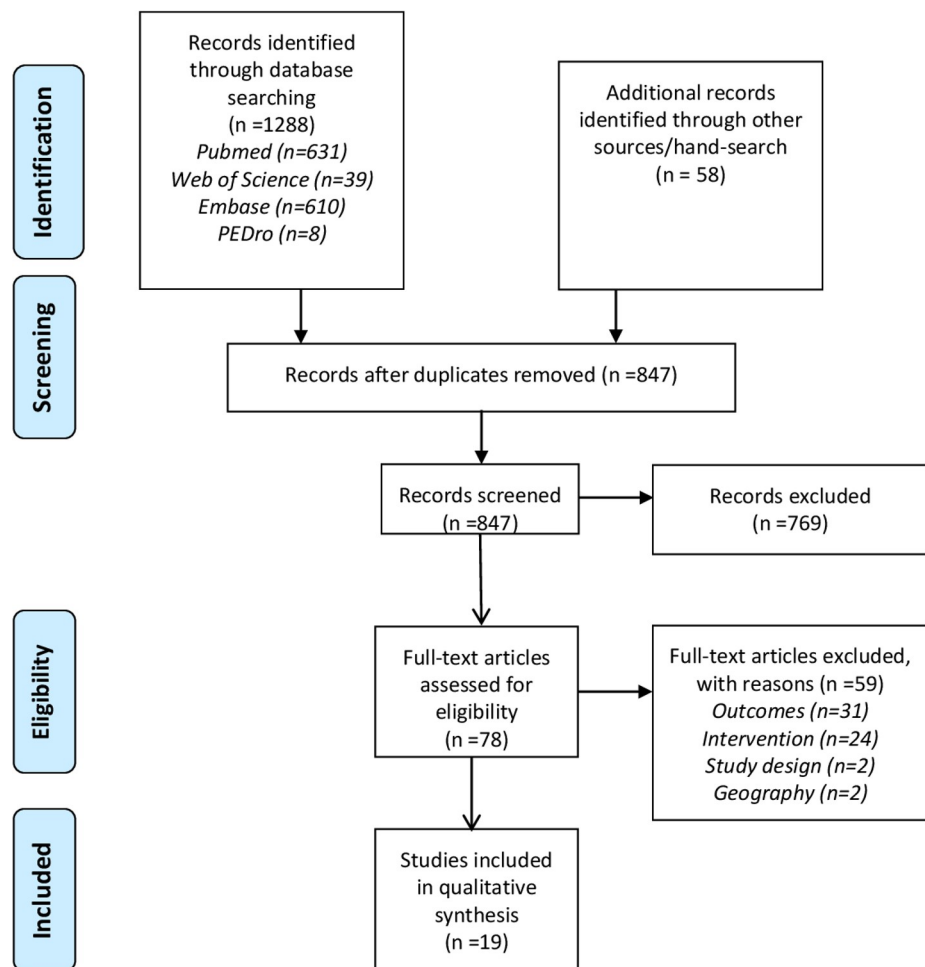 Identification
Records identified
through database
searching
(n =1288)
Pubmed (n=631)
Web of Science (n=39)
Embase (n=610)
PEDro (n=8)
Additional records
identified through other
sources/hand-search
(n = 58)
Screening
Records after duplicates removed (n =847)
Records screened
(n =847)
Records excluded
(n =769)
Eligibility
Full-text articles
assessed for
eligibility
(n =78)
Full-text articles excluded,
with reasons (n =59)
Outcomes (n=31)
Intervention (n=24)
Study design (n=2)
Geography (n=2)
Included
Studies included
in qualitative
synthesis
(n =19)